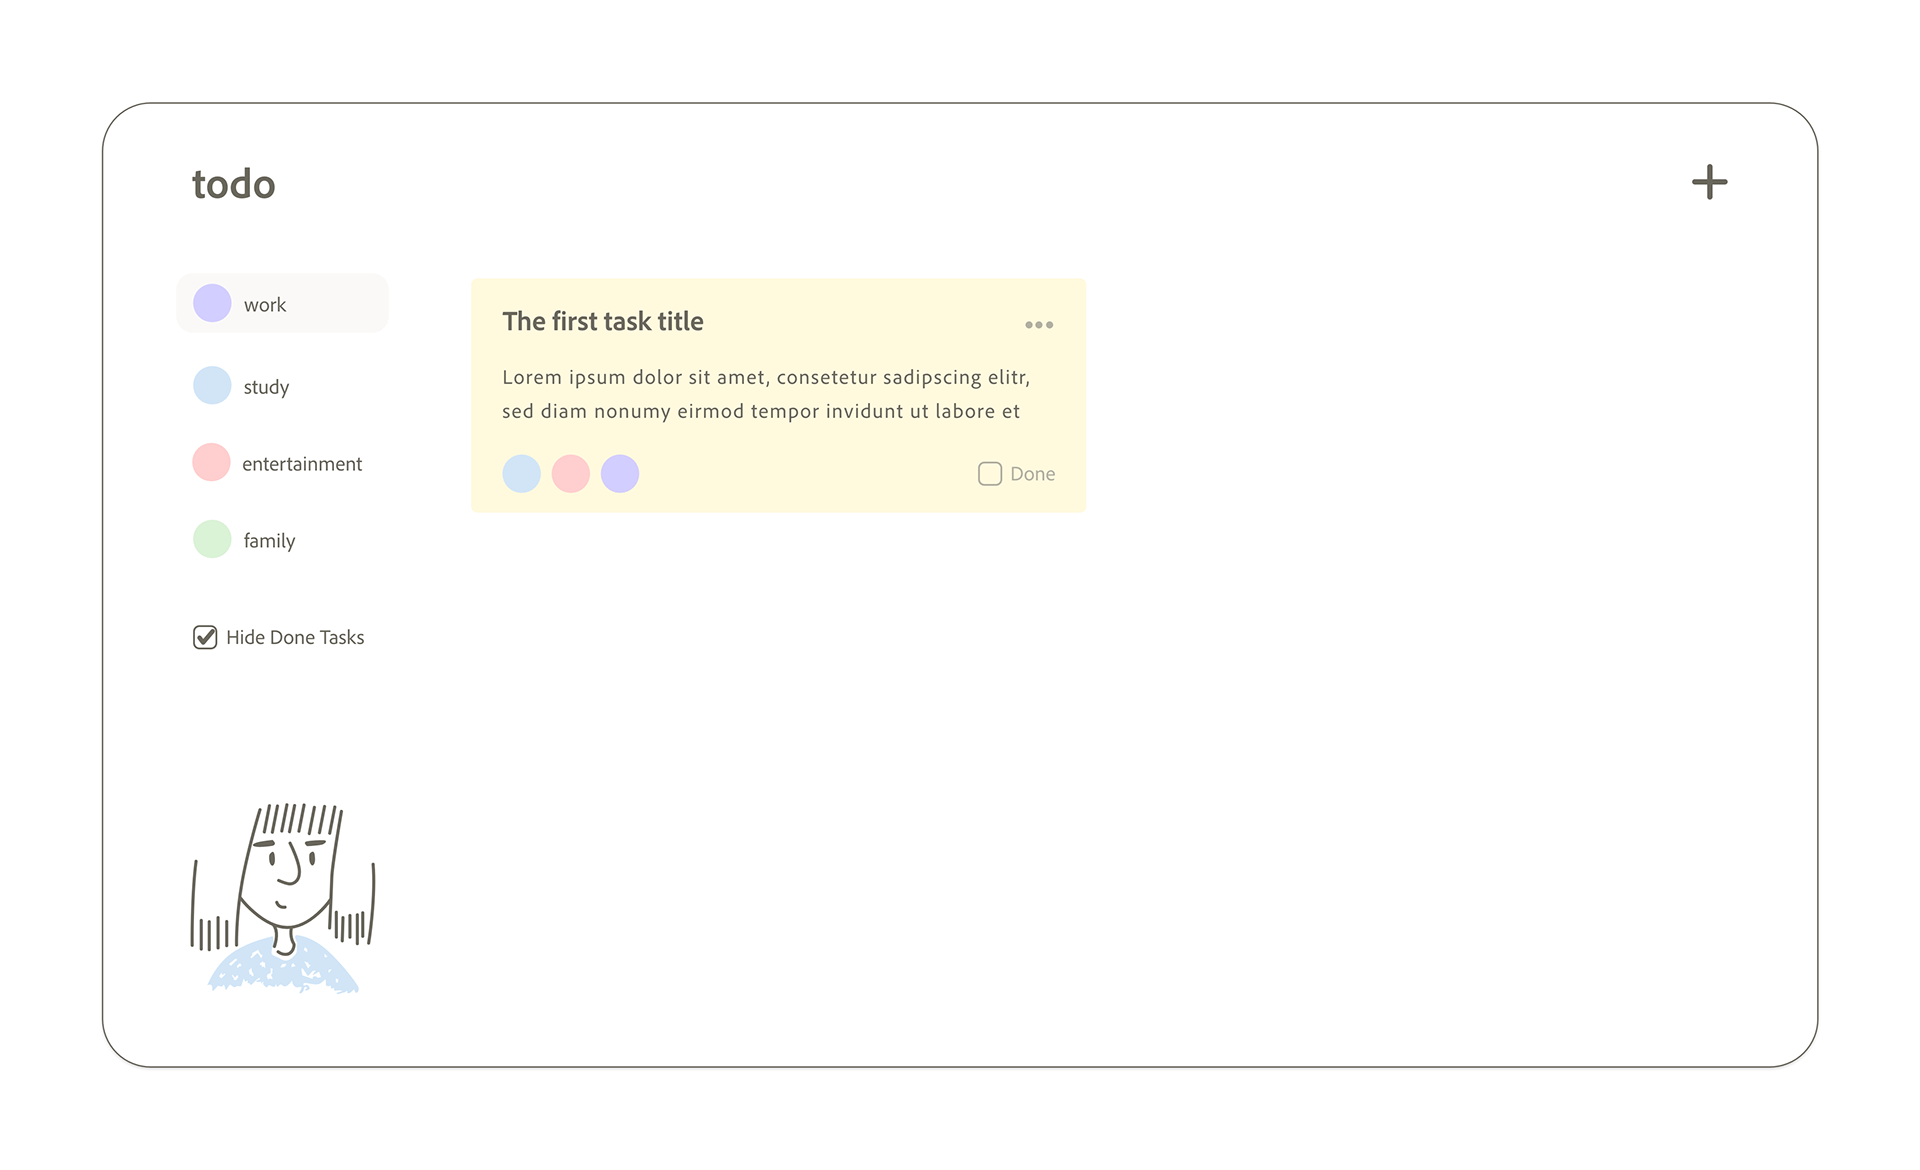 todo
work
study
entertainment
family
Hide Done Tasks
The first task title
Lorem ipsum dolor sit amet, consetetur sadipscing elitr,
sed diam nonumy eirmod tempor invidunt ut labore et
Done